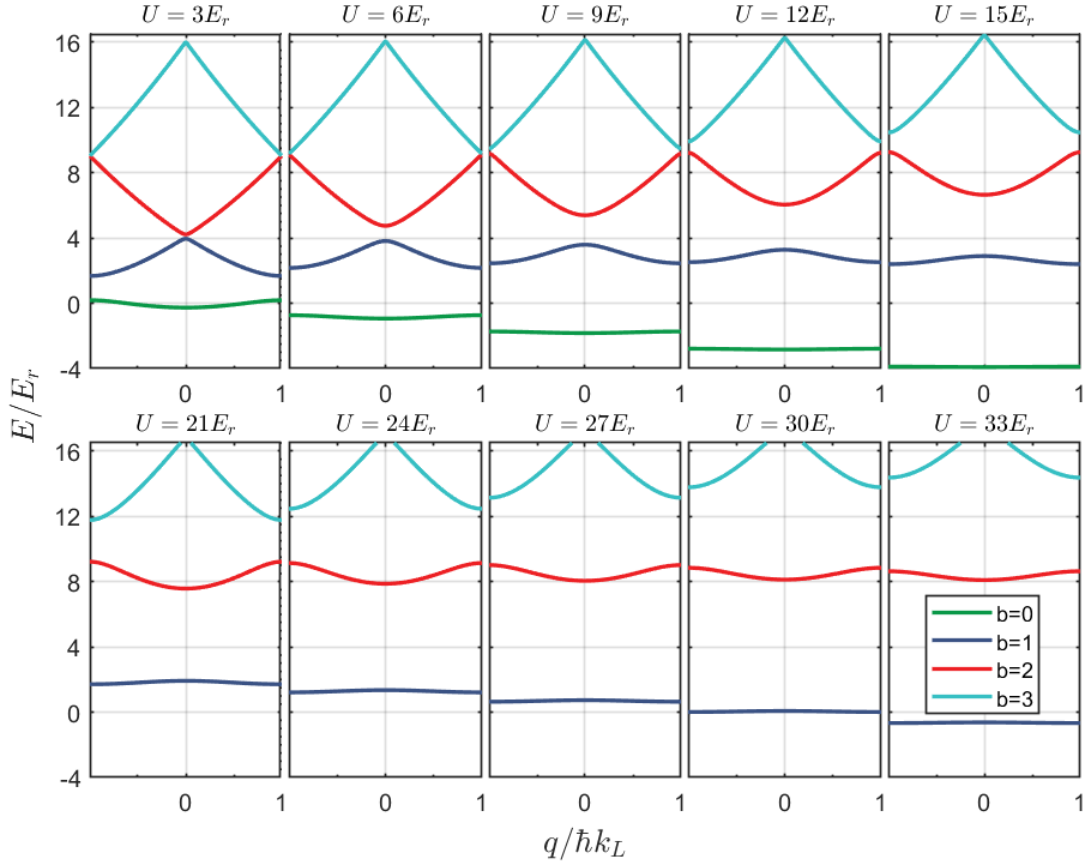 U = 3E_r U = 6E_r U = 9E_r U = 12E_r U = 15E_r
16
12
8
4
0
-4
0 1 0 1 0 1 0 1 0 1
E/E_r
U = 21E_r U = 24E_r U = 27E_r U = 30E_r U = 33E_r
16
12
8
4
0
-4
b=0
b=1
b=2
b=3
0 1 0 1 0 1 0 1 0 1
q/ħk_L